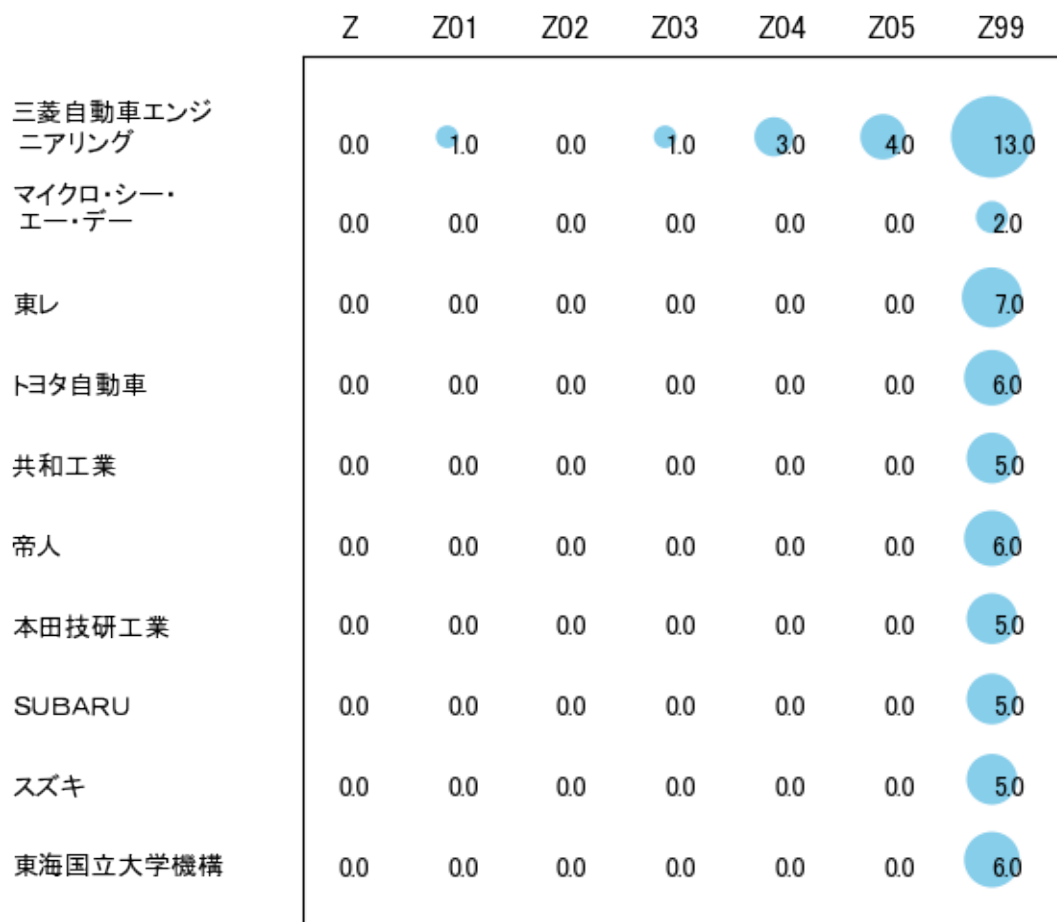 Z Z01 Z02 Z03 Z04 Z05 Z99
三菱自動車エンジ
ニアリング 0.0 1.0 0.0 1.0 3.0 4.0 13.0
マイクロ・シー・
エー・デー 0.0 0.0 0.0 0.0 0.0 0.0 2.0
東レ 0.0 0.0 0.0 0.0 0.0 0.0 7.0
トヨタ自動車 0.0 0.0 0.0 0.0 0.0 0.0 6.0
共和工業 0.0 0.0 0.0 0.0 0.0 0.0 5.0
帝人 0.0 0.0 0.0 0.0 0.0 0.0 6.0
本田技研工業 0.0 0.0 0.0 0.0 0.0 0.0 5.0
SUBARU 0.0 0.0 0.0 0.0 0.0 0.0 5.0
スズキ 0.0 0.0 0.0 0.0 0.0 0.0 5.0
東海国立大学機構 0.0 0.0 0.0 0.0 0.0 0.0 6.0